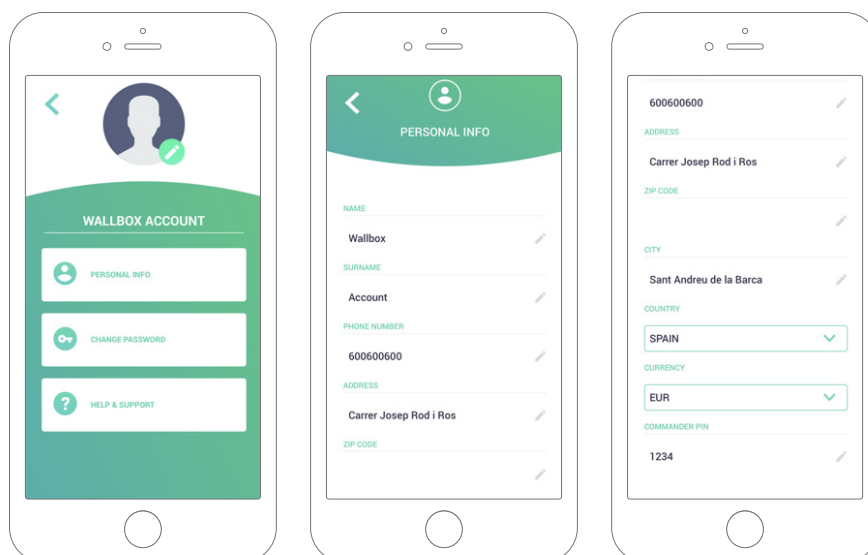 WALLBOX ACCOUNT
PERSONAL INFO
CHANGE PASSWORD
HELP & SUPPORT
PERSONAL INFO
NAME
Wallbox
SURNAME
Account
PHONE NUMBER
600600600
ADDRESS
Carrer Josep Rod i Ros
ZIP CODE
600600600
ADDRESS
Carrer Josep Rod i Ros
ZIP CODE
CITY
Sant Andreu de la Barca
COUNTRY
SPAIN
CURRENCY
EUR
COMMANDER PIN
1234